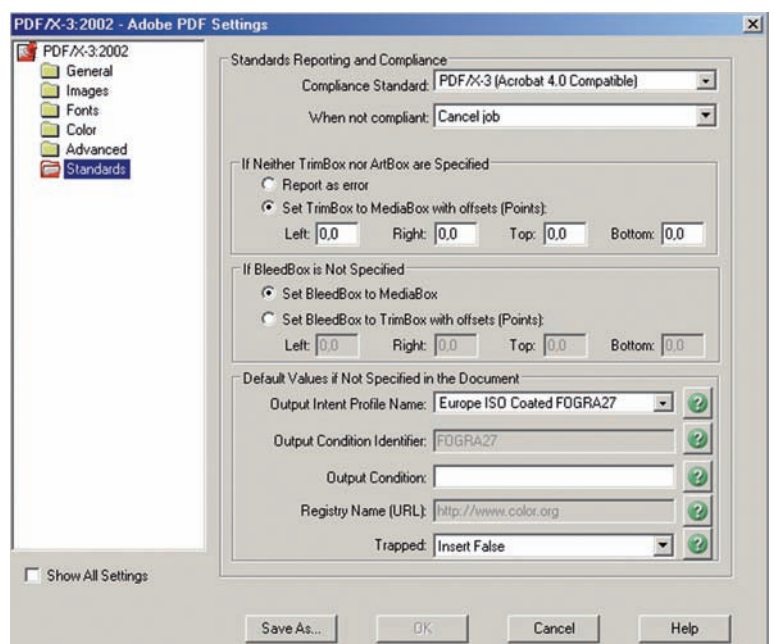 PDF/X-3:2002 - Adobe PDF Settings
PDF/X-3:2002
General
Images
Fonts
Color
Advanced
Standards
Show All Settings
Standards Reporting and Compliance
Compliance Standard: PDF/X-3 (Acrobat 4.0 Compatible)
When not compliant: Cancel job
If Neither TrimBox nor ArtBox are Specified
Report as error
Set TrimBox to MediaBox with offsets (Points):
Left: 0,0 Right: 0,0 Top: 0,0 Bottom: 0,0
If BleedBox is Not Specified
Set BleedBox to MediaBox
Set BleedBox to TrimBox with offsets (Points):
Left: 0,0 Right: 0,0 Top: 0,0 Bottom: 0,0
Default Values if Not Specified in the Document
Output Intent Profile Name: Europe ISO Coated FOGRA27
Output Condition Identifier: FOGRA27
Output Condition:
Registry Name (URL): http://www.color.org
Trapped: Insert False
Save As... OK Cancel Help